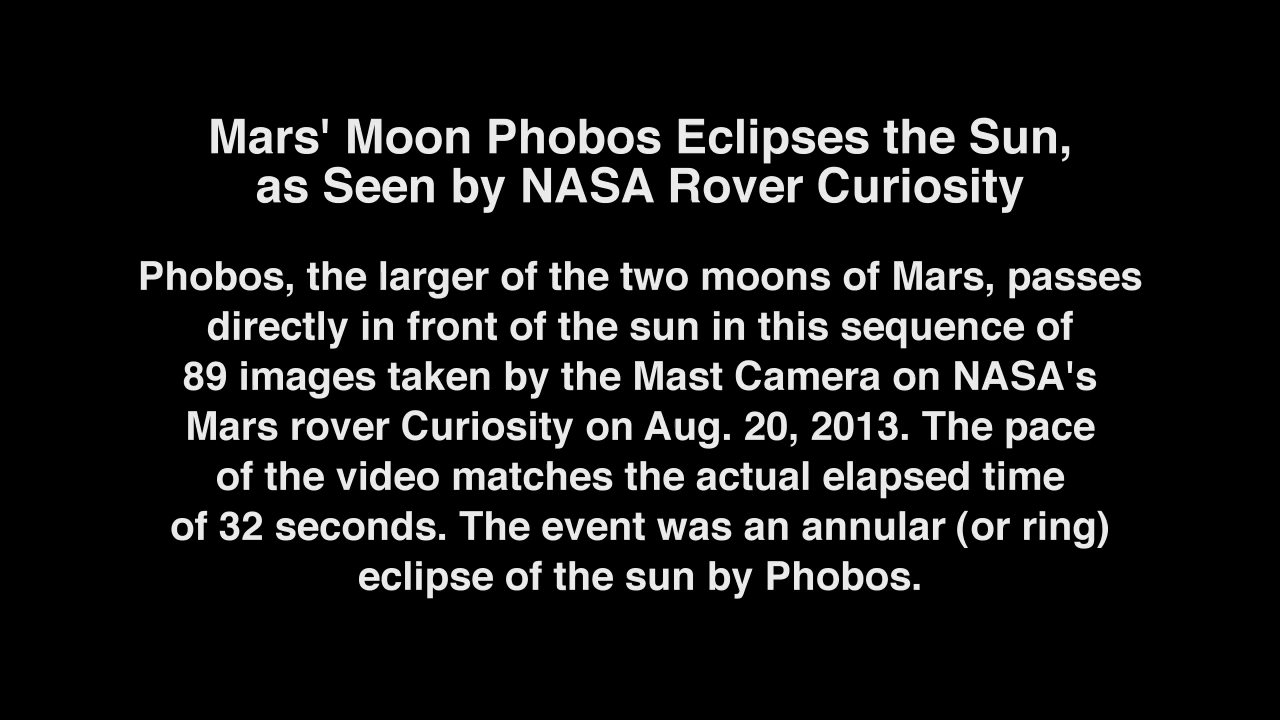 Mars' Moon Phobos Eclipses the Sun,
as Seen by NASA Rover Curiosity
Phobos, the larger of the two moons of Mars, passes
directly in front of the sun in this sequence of
89 images taken by the Mast Camera on NASA's
Mars rover Curiosity on Aug. 20, 2013. The pace
of the video matches the actual elapsed time
of 32 seconds. The event was an annular (or ring)
eclipse of the sun by Phobos.